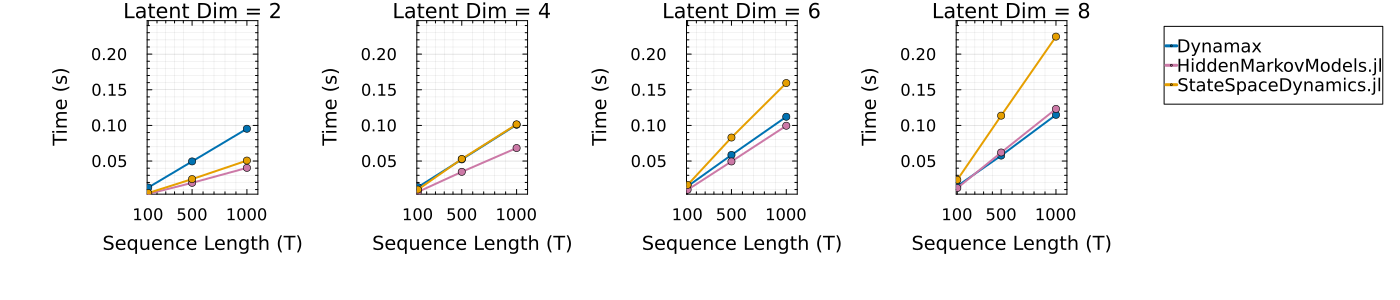 Latent Dim = 2
Time (s)
0.20
0.15
0.10
0.05
100 500 1000
Sequence Length (T)
Latent Dim = 4
Time (s)
0.20
0.15
0.10
0.05
100 500 1000
Sequence Length (T)
Latent Dim = 6
Time (s)
0.20
0.15
0.10
0.05
100 500 1000
Sequence Length (T)
Latent Dim = 8
Time (s)
0.20
0.15
0.10
0.05
100 500 1000
Sequence Length (T)
Dynamax
HiddenMarkovModels.jl
StateSpaceDynamics.jl